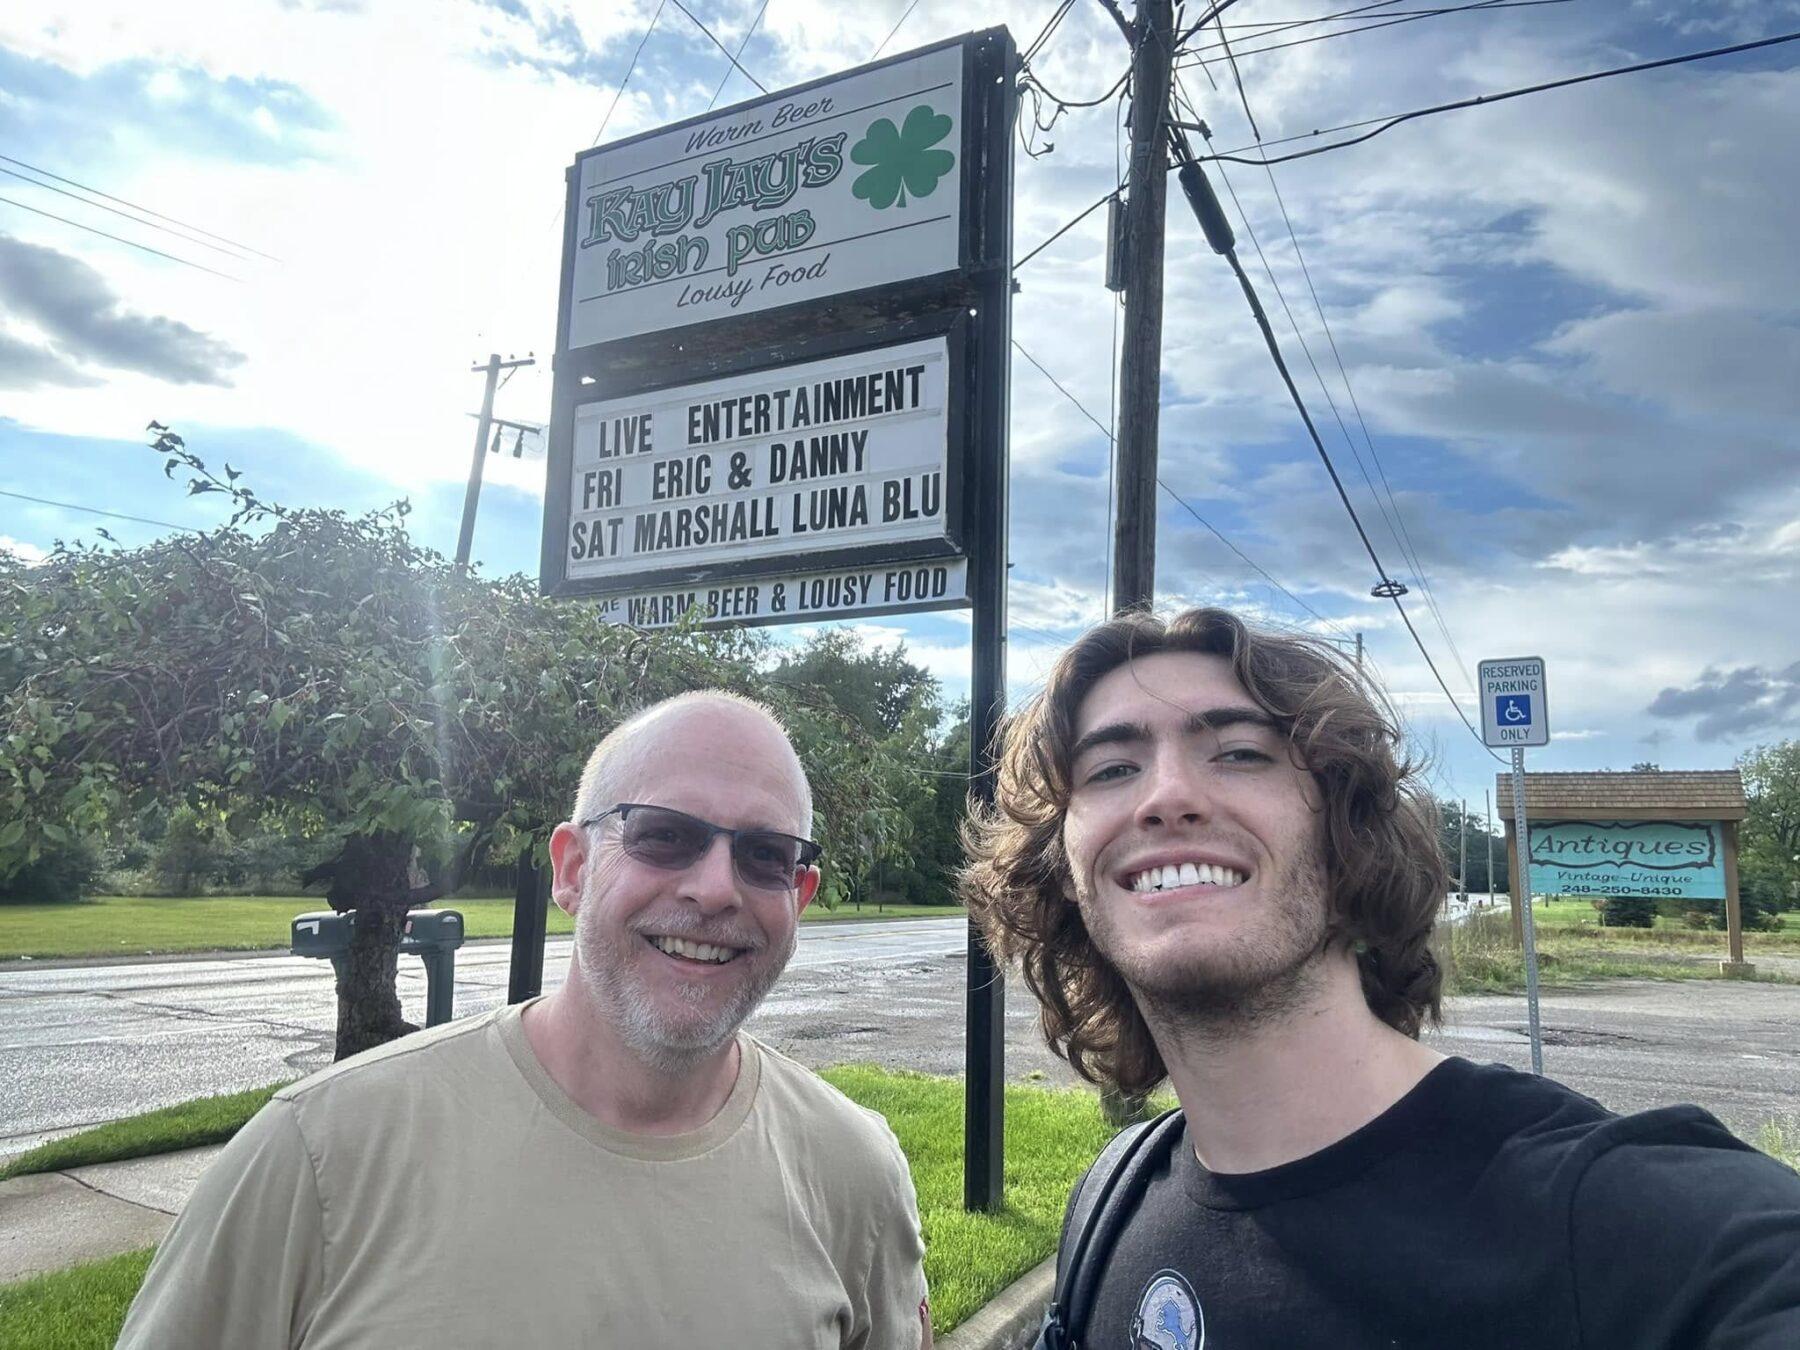 Warm Beer
Kay Jay's
irish pub
Lousy Food
LIVE ENTERTAINMENT
FRI ERIC & DANNY
SAT MARSHALL LUNA BLU
WARM BEER & LOUSY FOOD
RESERVED
PARKING
ONLY
Antiques
Vintage-Unique
248-250-8430